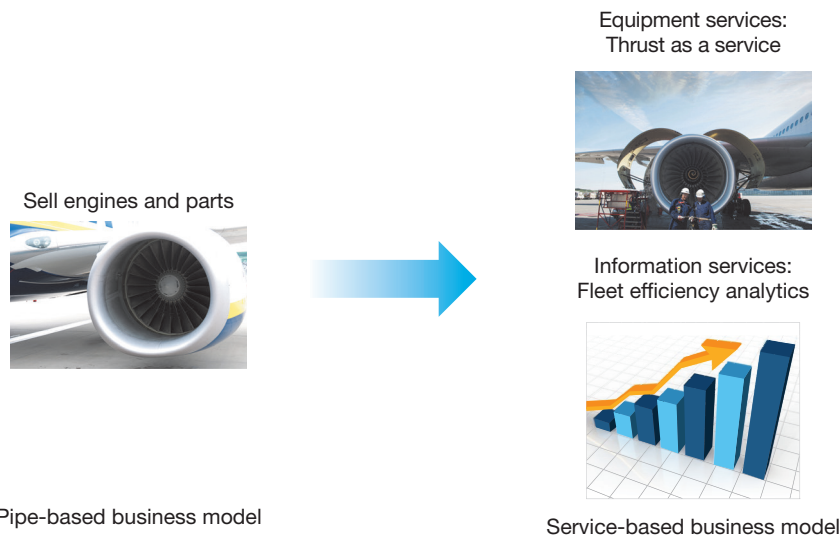 Equipment services:
Thrust as a service
Sell engines and parts
Information services:
Fleet efficiency analytics
Pipe-based business model
Service-based business model